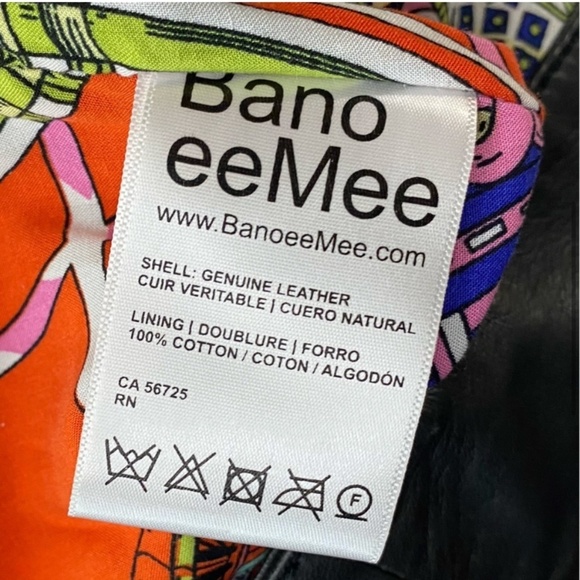 Bano
eeMee
www.BanoeeMee.com
SHELL: GENUINE LEATHER
CUIR VERITABLE | CUERO NATURAL
LINING | DOUBLURE | FORRO
100% COTTON / COTON / ALGODÓN
CA 56725
RN
F